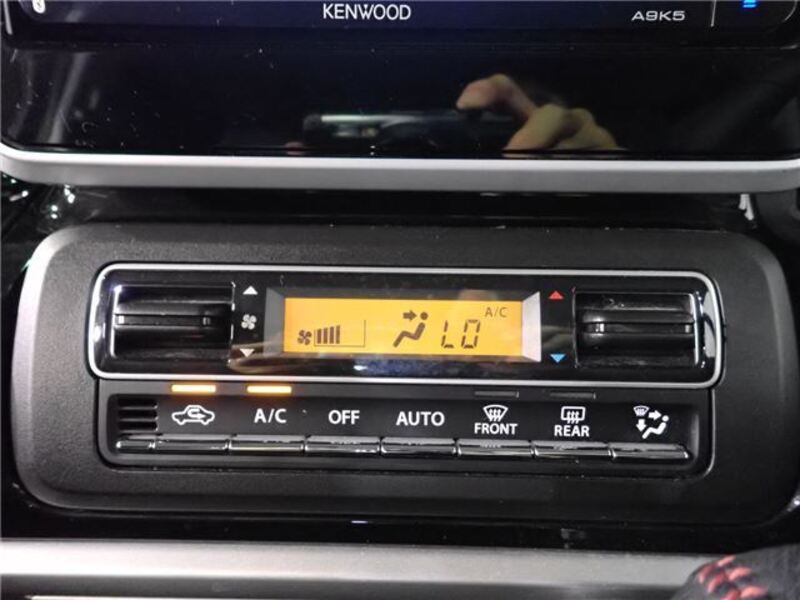 KENWOOD
A9K5
A/C
LO
A/C
OFF
AUTO
FRONT
REAR